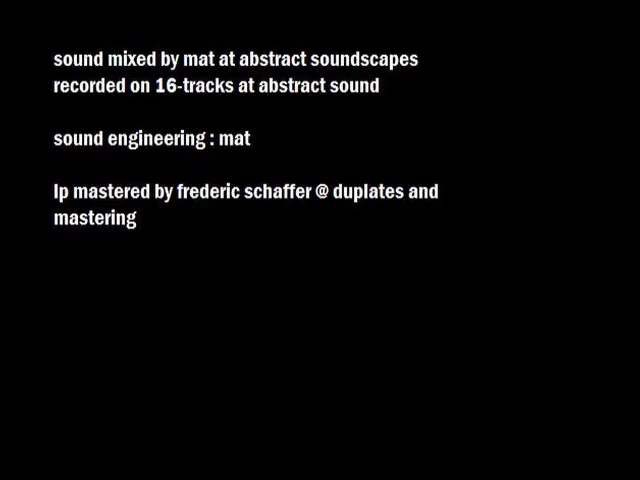 sound mixed by mat at abstract soundscapes
recorded on 16-tracks at abstract sound
sound engineering : mat
lp mastered by frederic schaffer @ duplates and
mastering